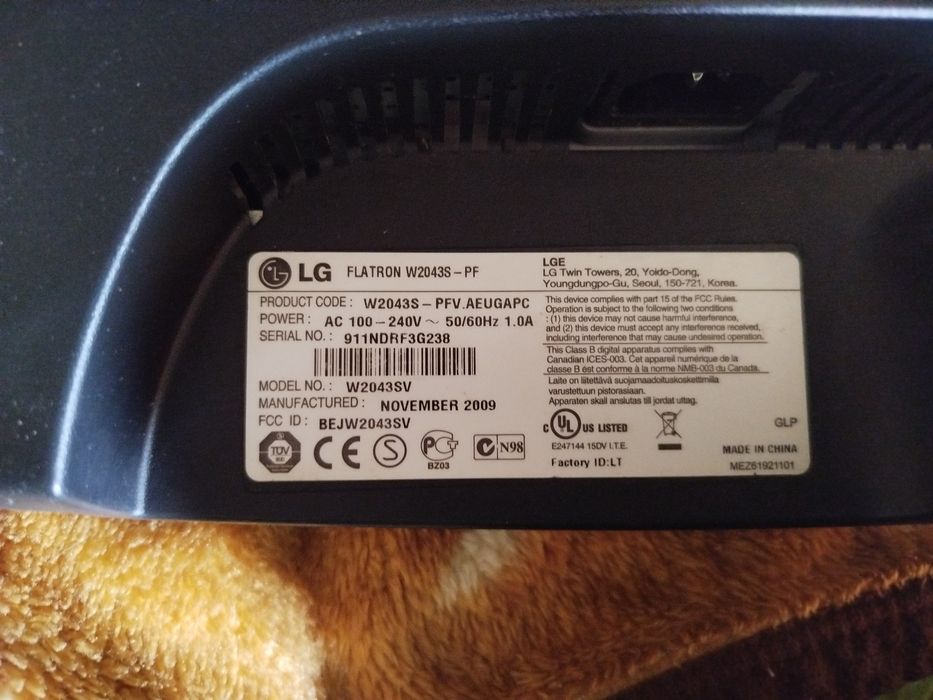 LG FLATRON W2043S-PF
PRODUCT CODE : W2043S-PFV.AEUGAPC
POWER : AC 100-240V ~ 50/60Hz 1.0A
SERIAL NO. : 911NDRF3G238
MODEL NO. : W2043SV
MANUFACTURED : NOVEMBER 2009
FCC ID : BEJW2043SV
TÜV
CE
S
PCT
BZ03
N98
LGE
LG Twin Towers, 20, Yoido-Dong,
Youngdungpo-Gu, Seoul, 150-721, Korea.
This device complies with part 15 of the FCC Rules.
Operation is subject to the following two conditions
: (1) this device may not cause harmful interference,
and (2) this device must accept any interference received,
including interference that may cause undesired operation.
This Class B digital apparatus complies with
Canadian ICES-003. Cet appareil numérique de la
classe B est conforme à la norme NMB-003 du Canada.
Laite on liitettävä suojamaadoituskoskettimilla
varustettuun pistorasiaan.
Apparaten skall anslutas till jordat uttag.
C UL US LISTED
E247144 15DV I.T.E.
Factory ID:LT
GLP
MADE IN CHINA
MEZ61921101